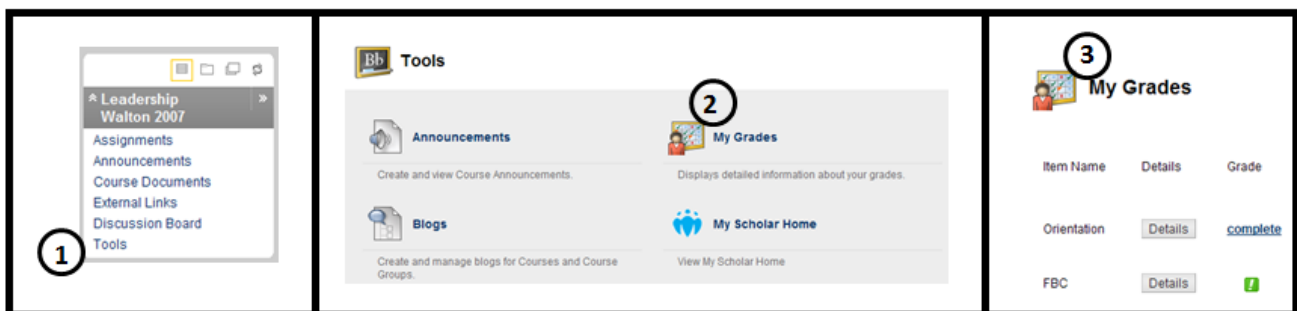 Leadership
Walton 2007
Assignments
Announcements
Course Documents
External Links
Discussion Board
Tools
1
Bb Tools
2
Announcements
Create and view Course Announcements.
My Grades
Displays detailed information about your grades.
Blogs
Create and manage blogs for Courses and Course
Groups.
My Scholar Home
View My Scholar Home
3
My Grades
Item Name Details Grade
Orientation Details complete
FBC Details !